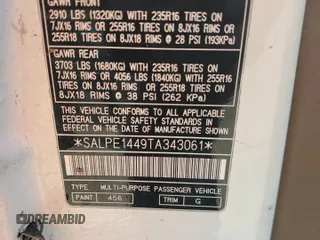 GAWR FRONT
2910 LBS (1320KG) WITH 235R16 TIRES ON
7JX16 RIMS OR 255R16 TIRES ON 8JX16 RIMS OR
255R18 TIRES ON 8JX18 RIMS @ 28 PSI (193KPa)
GAWR REAR
3703 LBS (1680KG) WITH 235R16 TIRES ON
7JX16 RIMS OR 4056 LBS (1840KG) WITH 255R16
TIRES ON 8JX16 RIMS OR 255R18 TIRES ON
8JX18 RIMS @ 38 PSI (262 KPa)
THIS VEHICLE CONFORMS TO ALL APPLICABLE
FEDERAL MOTOR VEHICLE SAFETY STANDARDS
IN EFFECT ON THE DATE OF MANUFACTURE
SHOWN ABOVE
*SALPE1449TA343061*
TYPE: MULTI-PURPOSE PASSENGER VEHICLE
PAINT 456 TRIM G
DREAMBID